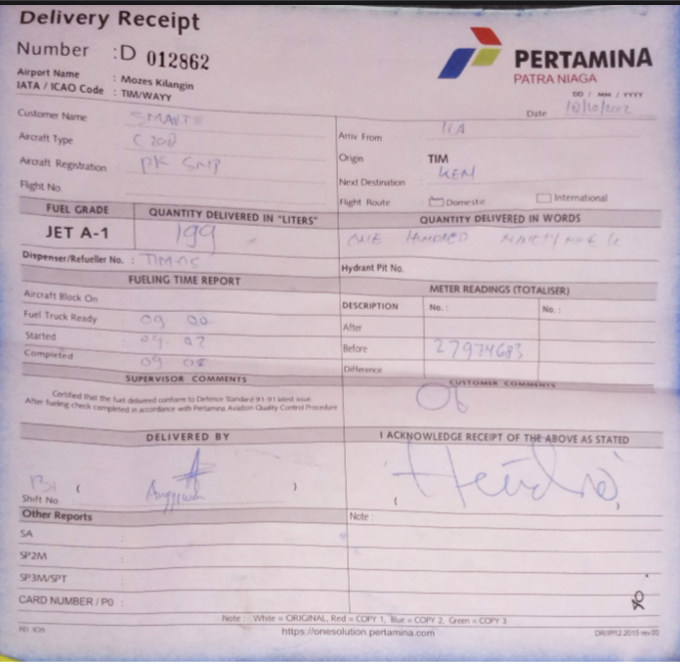 Delivery Receipt
Number :D 012862
PERTAMINA
PATRA NIAGA
Airport Name : Mozes Kilangin
IATA / ICAO Code : TIM/WAYY
DD / MM / YYYY
Date
Customer Name
Aircraft Type C 208
Arriv From
Aircraft Registration PK SNP
Origin TIM
Next Destination KEN
Flight No.
Flight Route Domestic International
FUEL GRADE QUANTITY DELIVERED IN "LITERS" QUANTITY DELIVERED IN WORDS
JET A-1 199 ONE HUNDRED
Dispenser/Refueller No. :
Hydrant Pit No.
FUELING TIME REPORT METER READINGS (TOTALISER)
Aircraft Block On
DESCRIPTION No. : No. :
Fuel Truck Ready 09.00
After
Started 09.02
Before 27974683
Completed
Difference
SUPERVISOR COMMENTS CUSTOMER COMMENTS
Certified that the fuel delivered conform to Defence Standard 91-91 latest issue
After fueling check completed in accordance with Pertamina Aviation Quality Control Procedure
DELIVERED BY I ACKNOWLEDGE RECEIPT OF THE ABOVE AS STATED
Shift No ( ) ( )
Other Reports Note :
SA :
SP2M :
SP3M/SPT :
CARD NUMBER / PO :
Note : White = ORIGINAL, Red = COPY 1, Blue = COPY 2, Green = COPY 3
https://onesolution.pertamina.com